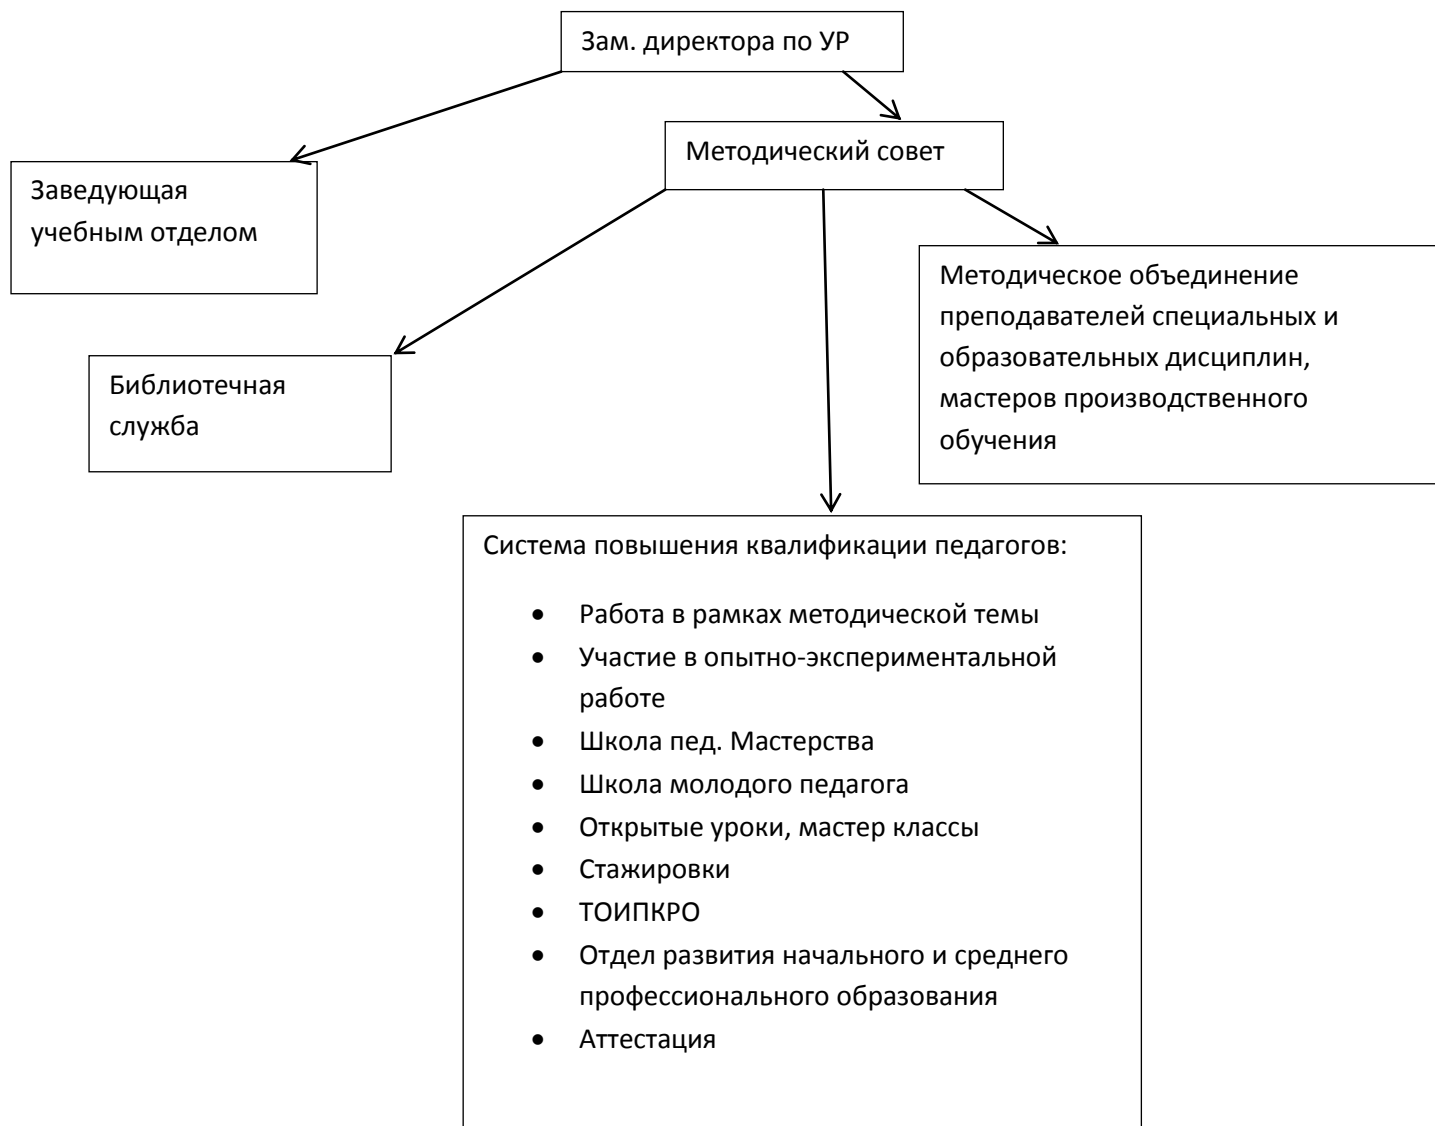 Зам. директора по УР
Методический совет
Заведующая
учебным отделом
Методическое объединение
преподавателей специальных и
образовательных дисциплин,
мастеров производственного
обучения
Библиотечная
служба
Система повышения квалификации педагогов:
• Работа в рамках методической темы
• Участие в опытно-экспериментальной
работе
• Школа пед. Мастерства
• Школа молодого педагога
• Открытые уроки, мастер классы
• Стажировки
• ТОИПКРО
• Отдел развития начального и среднего
профессионального образования
• Аттестация